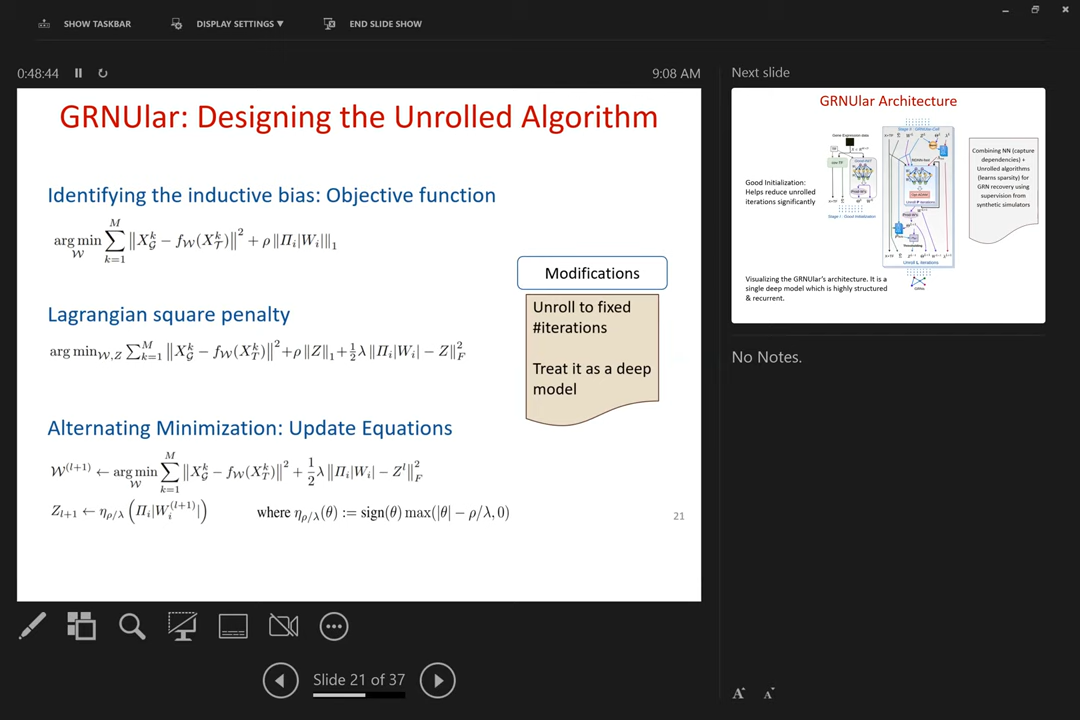 SHOW TASKBAR
DISPLAY SETTINGS ▼
END SLIDE SHOW
0:48:44
9:08 AM
GRNUlar: Designing the Unrolled Algorithm
Identifying the inductive bias: Objective function
arg min_𝒲 ∑_{k=1}^{M} ‖X_𝒢^k − f_𝒲(X_T^k)‖² + ρ ‖Π_i|W_i|‖_1
Lagrangian square penalty
arg min_{𝒲,Z} ∑_{k=1}^{M} ‖X_𝒢^k − f_𝒲(X_T^k)‖² + ρ ‖Z‖_1 + ½λ ‖Π_i|W_i| − Z‖_F^2
Alternating Minimization: Update Equations
𝒲^{(l+1)} ← arg min_𝒲 ∑_{k=1}^{M} ‖X_𝒢^k − f_𝒲(X_T^k)‖² + ½λ ‖Π_i|W_i| − Z^l‖_F^2
Z_{l+1} ← η_{ρ/λ} (Π_i|W_i^{(l+1)}|)
where η_{ρ/λ}(θ) := sign(θ) max(|θ| − ρ/λ, 0)
Modifications
Unroll to fixed
#iterations
Treat it as a deep
model
21
Next slide
GRNUlar Architecture
Good Initialization:
Helps reduce unrolled
iterations significantly
Gene Expression data
Combining NN (capture
dependencies) +
Unrolled algorithms
(learns sparsity) for
GRN recovery using
supervision from
synthetic simulators
Visualizing the GRNUlar's architecture. It is a
single deep model which is highly structured
& recurrent.
No Notes.
Slide 21 of 37